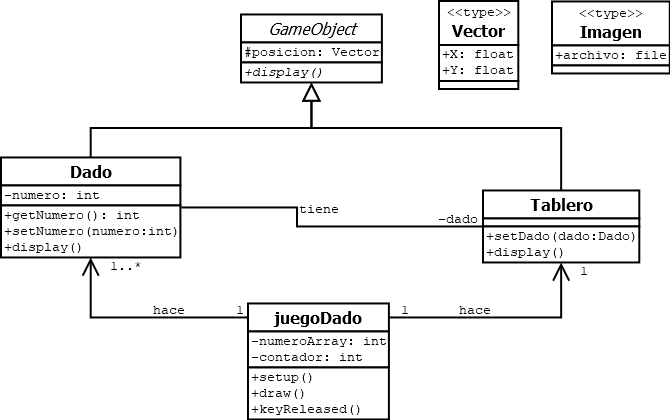 GameObject
#posicion: Vector
+display()
<<type>>
Vector
+X: float
+Y: float
<<type>>
Imagen
+archivo: file
Dado
-numero: int
+getNumero(): int
+setNumero(numero:int)
+display()
tiene
-dado
Tablero
+setDado(dado:Dado)
+display()
1..*
1
hace
1
juegoDado
-numeroArray: int
-contador: int
+setup()
+draw()
+keyReleased()
1
hace